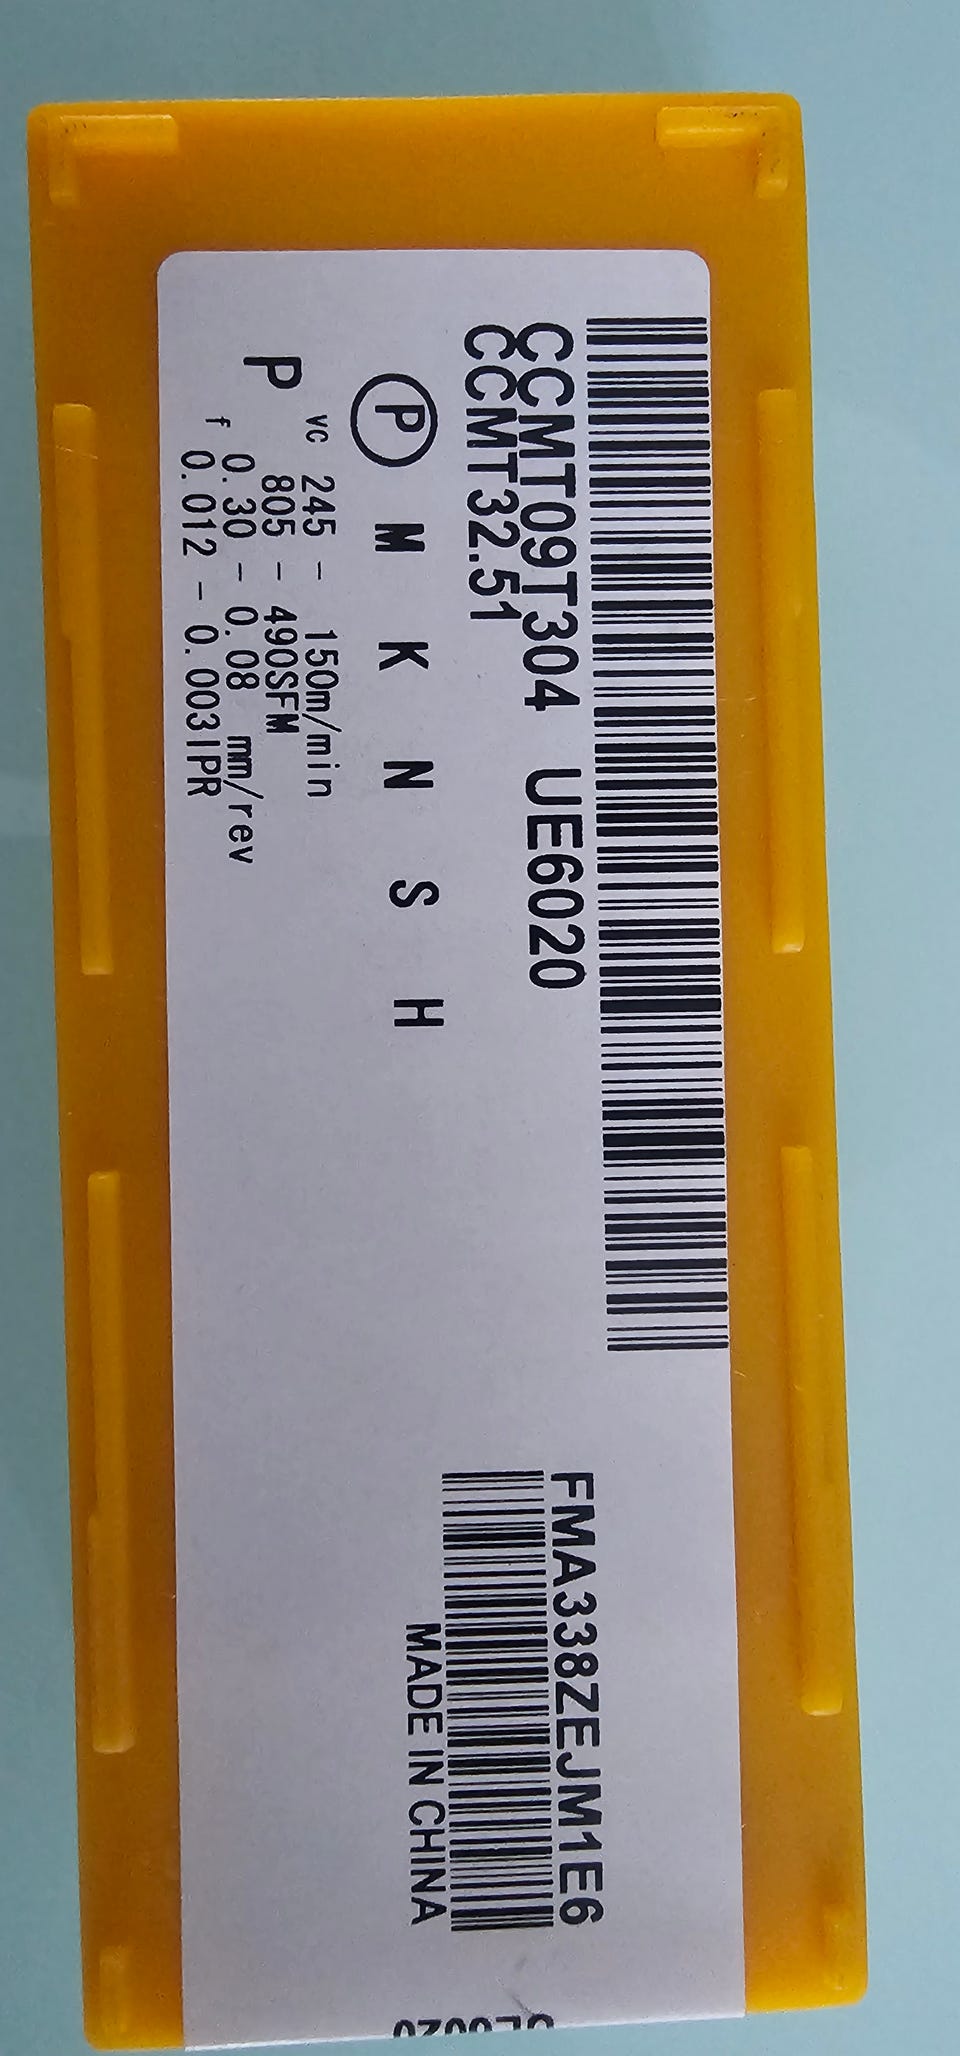 CCMT09T304 UE6020
CCMT32.51
P M K N S H
P
vc 245 - 150m/min
805 - 490SFM
f 0.30 - 0.08 mm/rev
0.012 - 0.003IPR
FMA338ZEJM1E6
MADE IN CHINA